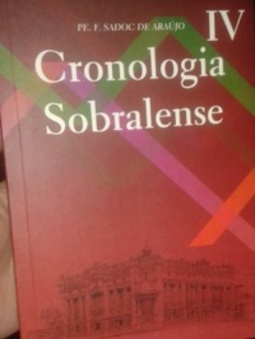 PE. F. SADOC DE ARAÚJO
IV
Cronologia
Sobralense